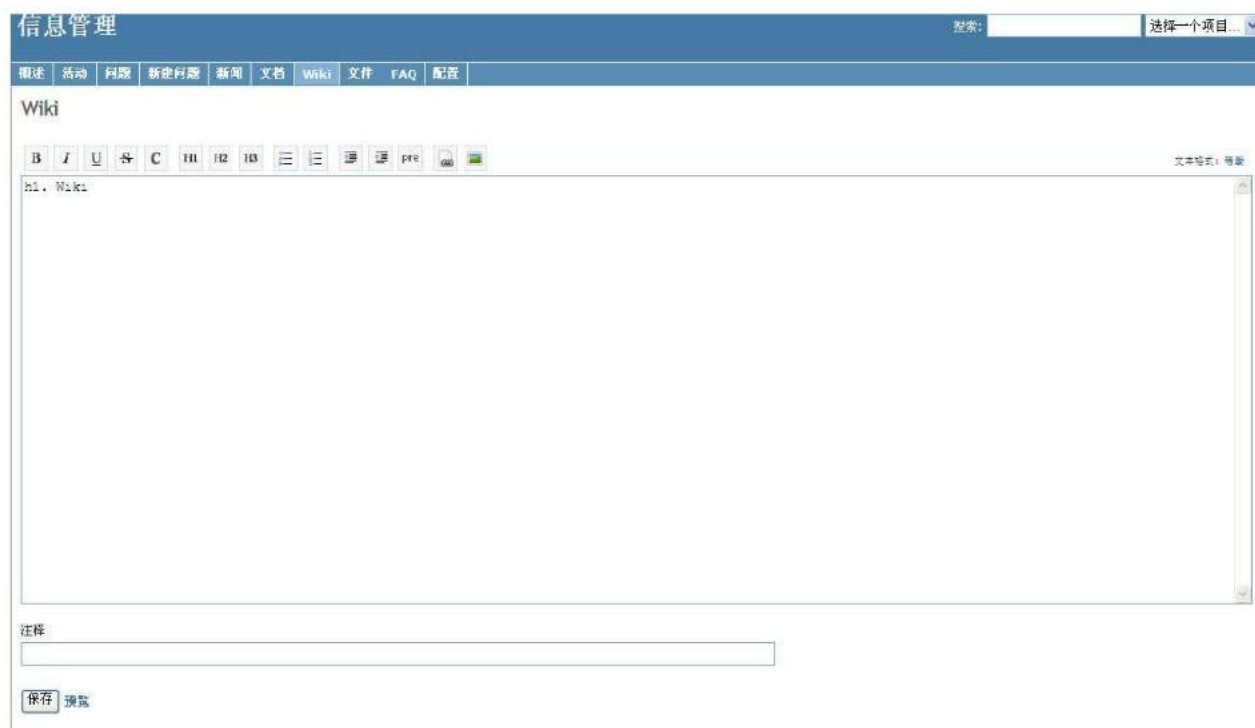 信息管理
搜索: 选择一个项目...
概述 活动 问题 新建问题 新闻 文档 Wiki 文件 FAQ 配置
Wiki
B I U S C H1 H2 H3 pre 文本格式: 帮助
h1. Wiki
注释
保存 预览